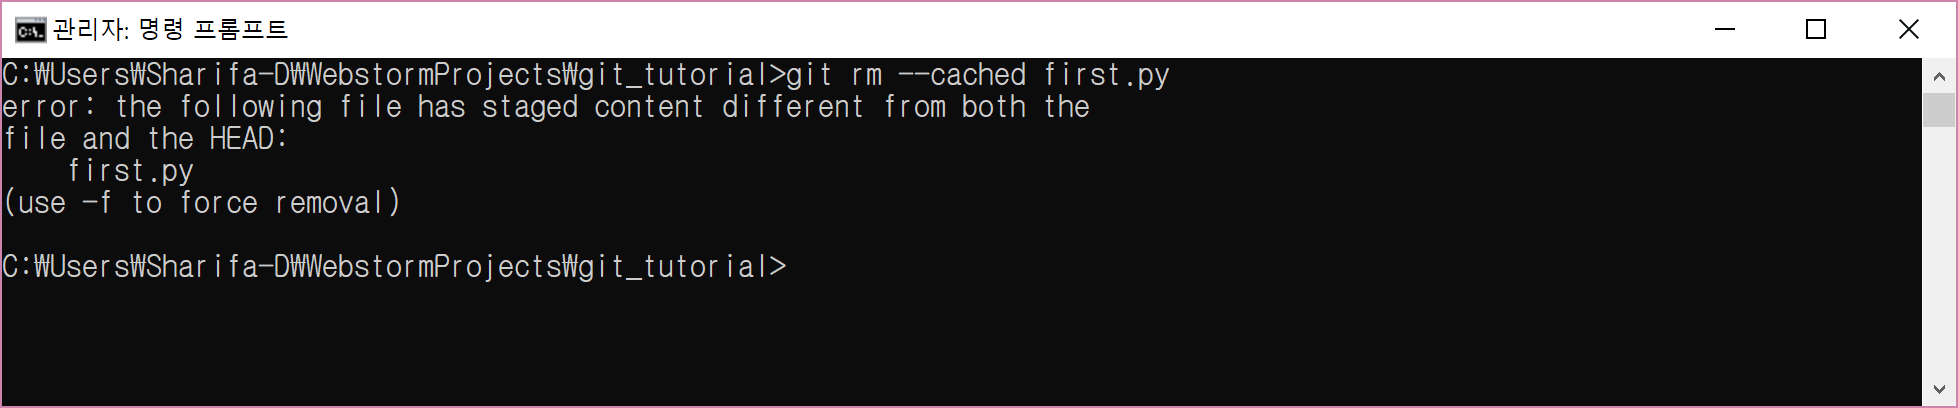 관리자: 명령 프롬프트
C:₩Users₩Sharifa-D₩WebstormProjects₩git_tutorial>git rm --cached first.py
error: the following file has staged content different from both the
file and the HEAD:
    first.py
(use -f to force removal)
C:₩Users₩Sharifa-D₩WebstormProjects₩git_tutorial>